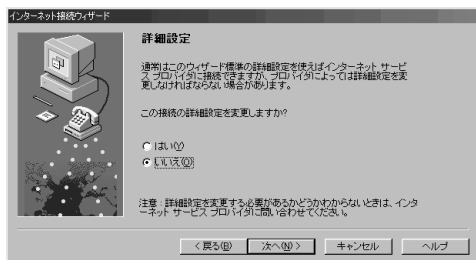 インターネット接続ウィザード
詳細設定
通常はこのウィザード標準の詳細設定を使えばインターネット サービ
ス プロバイダに接続できますが、プロバイダによっては詳細設定を変
更しなければならない場合があります。
この接続の詳細設定を変更しますか?
はい(Y)
いいえ(O)
注意 : 詳細設定を変更する必要があるかどうかわからないときは、インタ
ーネット サービス プロバイダに問い合わせてください。
< 戻る(B)
次へ(N) >
キャンセル
ヘルプ